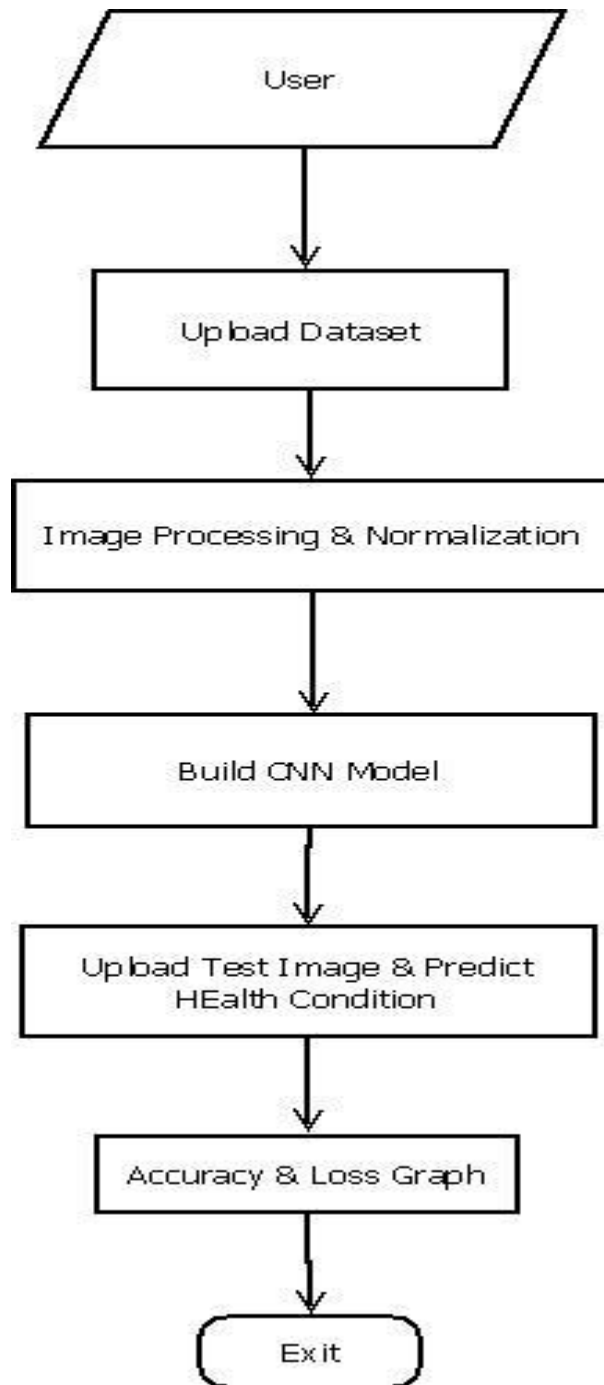 User
Upload Dataset
Image Processing & Normalization
Build CNN Model
Upload Test Image & Predict
HEalth Condition
Accuracy & Loss Graph
Exit